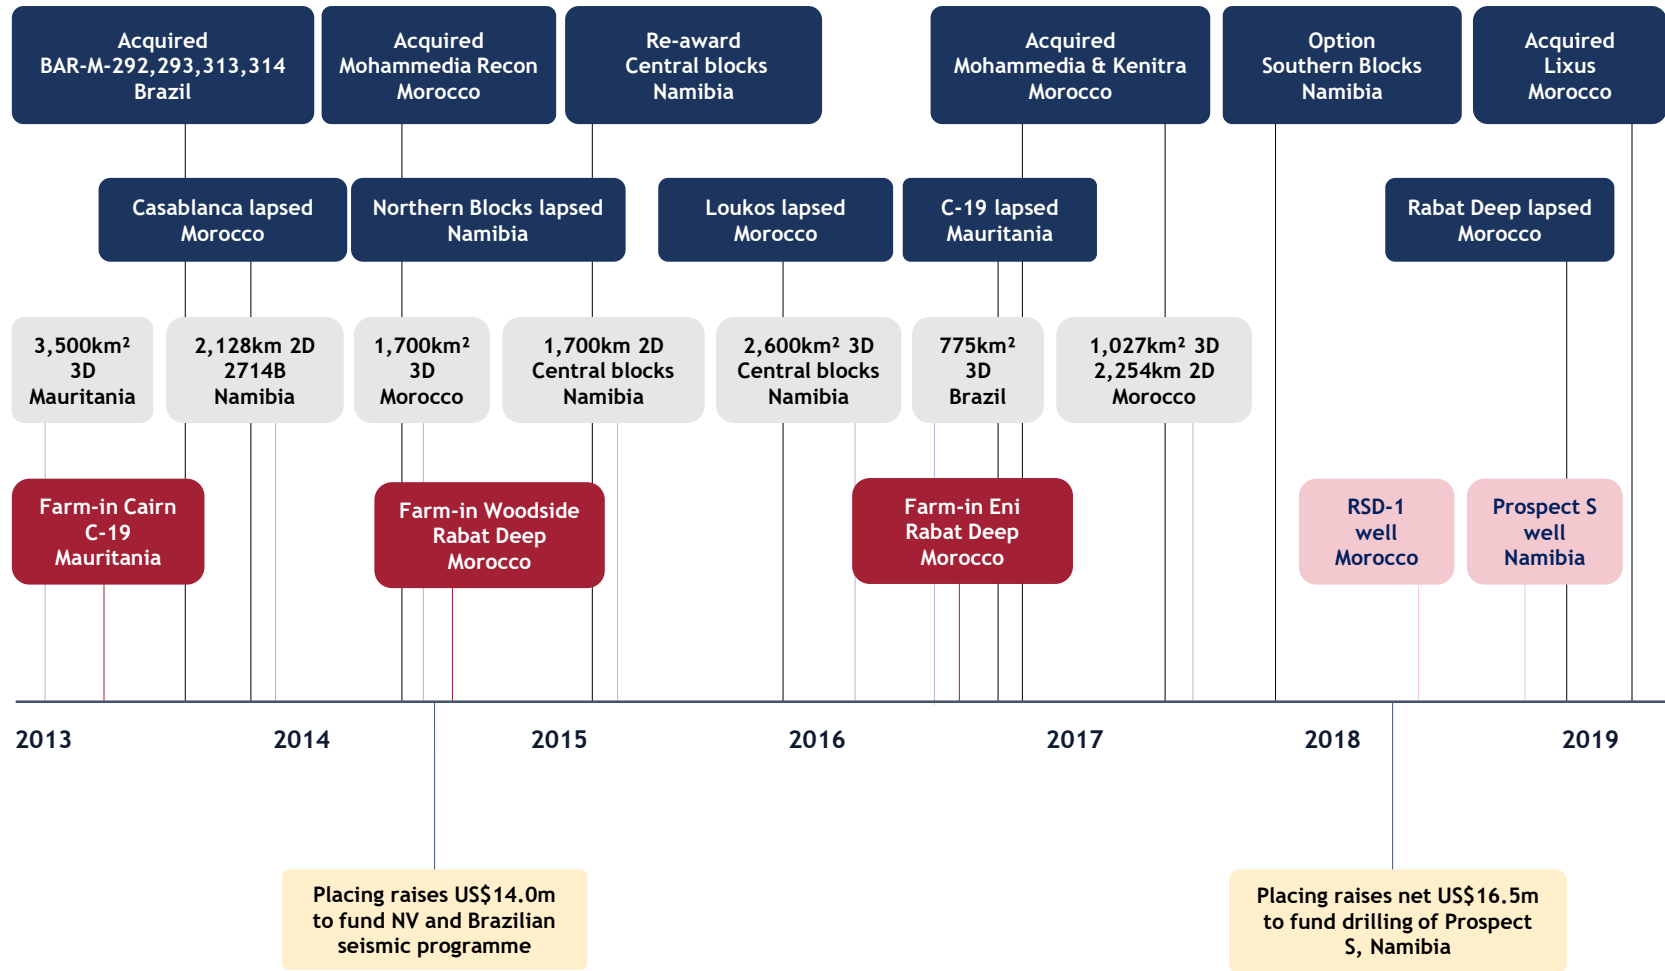 Acquired
BAR-M-292,293,313,314
Brazil
Acquired
Mohammedia Recon
Morocco
Re-award
Central blocks
Namibia
Acquired
Mohammedia & Kenitra
Morocco
Option
Southern Blocks
Namibia
Acquired
Lixus
Morocco
Casablanca lapsed
Morocco
Northern Blocks lapsed
Namibia
Loukos lapsed
Morocco
C-19 lapsed
Mauritania
Rabat Deep lapsed
Morocco
3,500km²
3D
Mauritania
2,128km 2D
2714B
Namibia
1,700km²
3D
Morocco
1,700km 2D
Central blocks
Namibia
2,600km² 3D
Central blocks
Namibia
775km²
3D
Brazil
1,027km² 3D
2,254km 2D
Morocco
Farm-in Cairn
C-19
Mauritania
Farm-in Woodside
Rabat Deep
Morocco
Farm-in Eni
Rabat Deep
Morocco
RSD-1
well
Morocco
Prospect S
well
Namibia
2013
2014
2015
2016
2017
2018
2019
Placing raises US$14.0m
to fund NV and Brazilian
seismic programme
Placing raises net US$16.5m
to fund drilling of Prospect
S, Namibia